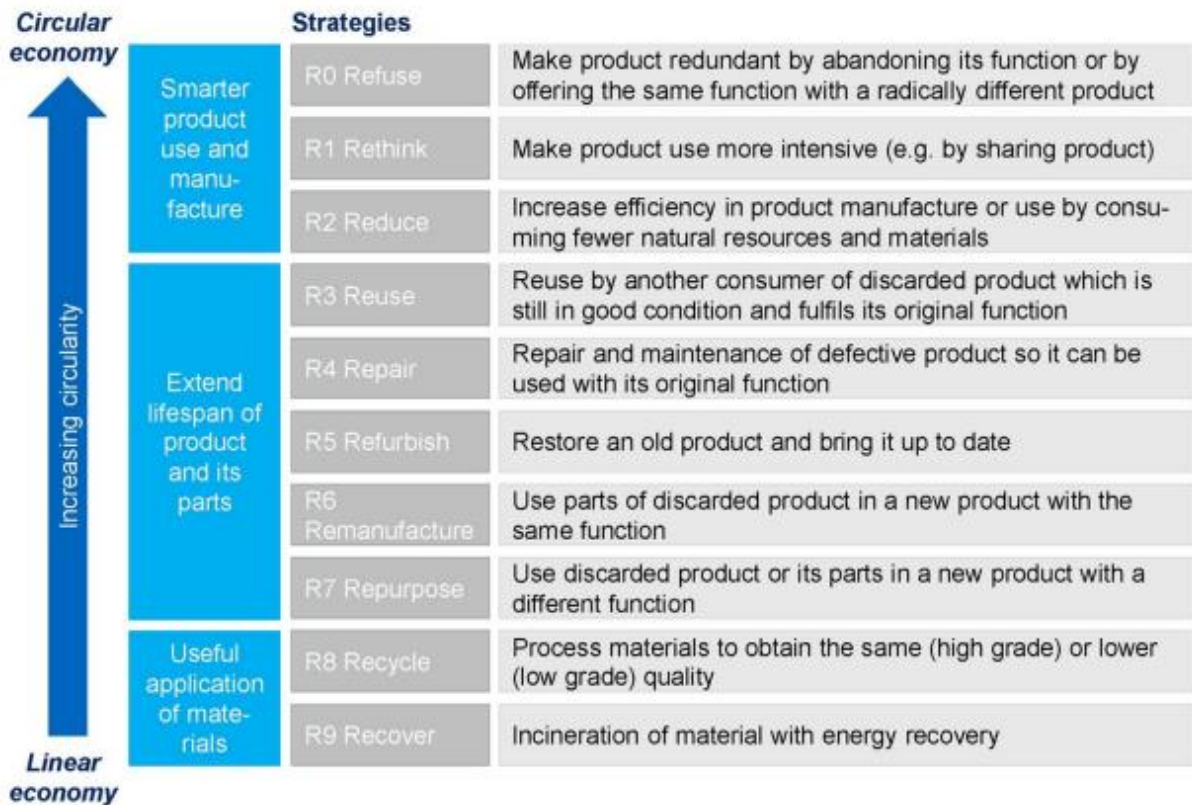 Circular
economy
Strategies
Increasing circularity
Linear
economy
Smarter
product
use and
manu-
facture
R0 Refuse
Make product redundant by abandoning its function or by
offering the same function with a radically different product
R1 Rethink
Make product use more intensive (e.g. by sharing product)
R2 Reduce
Increase efficiency in product manufacture or use by consu-
ming fewer natural resources and materials
Extend
lifespan of
product
and its
parts
R3 Reuse
Reuse by another consumer of discarded product which is
still in good condition and fulfils its original function
R4 Repair
Repair and maintenance of defective product so it can be
used with its original function
R5 Refurbish
Restore an old product and bring it up to date
R6
Remanufacture
Use parts of discarded product in a new product with the
same function
R7 Repurpose
Use discarded product or its parts in a new product with a
different function
Useful
application
of mate-
rials
R8 Recycle
Process materials to obtain the same (high grade) or lower
(low grade) quality
R9 Recover
Incineration of material with energy recovery